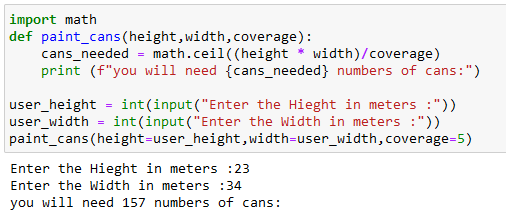 import math
def paint_cans(height,width,coverage):
    cans_needed = math.ceil((height * width)/coverage)
    print (f"you will need {cans_needed} numbers of cans:")

user_height = int(input("Enter the Hieght in meters :"))
user_width = int(input("Enter the Width in meters :"))
paint_cans(height=user_height,width=user_width,coverage=5)
Enter the Hieght in meters :23
Enter the Width in meters :34
you will need 157 numbers of cans: